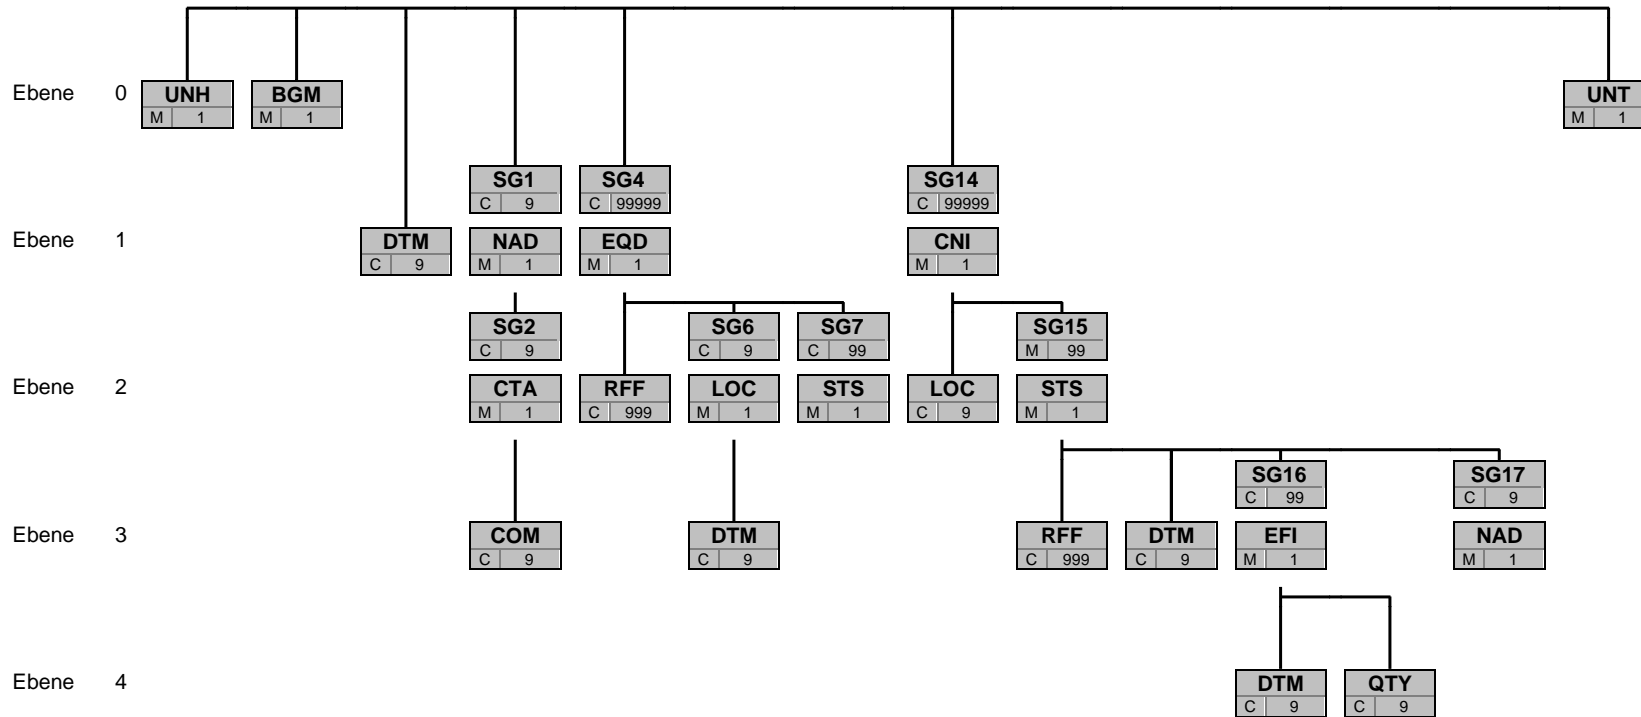 Ebene 0 UNH BGM UNT
M 1 M 1 M 1
SG1 SG4 SG14
C 9 C 99999 C 99999
Ebene 1 DTM NAD EQD CNI
C 9 M 1 M 1 M 1
SG2 SG6 SG7 SG15
C 9 C 9 C 99 M 99
Ebene 2 CTA RFF LOC STS LOC STS
M 1 C 999 M 1 M 1 C 9 M 1
SG16 SG17
C 99 C 9
Ebene 3 COM DTM RFF DTM EFI NAD
C 9 C 9 C 999 C 9 M 1 M 1
Ebene 4 DTM QTY
C 9 C 9